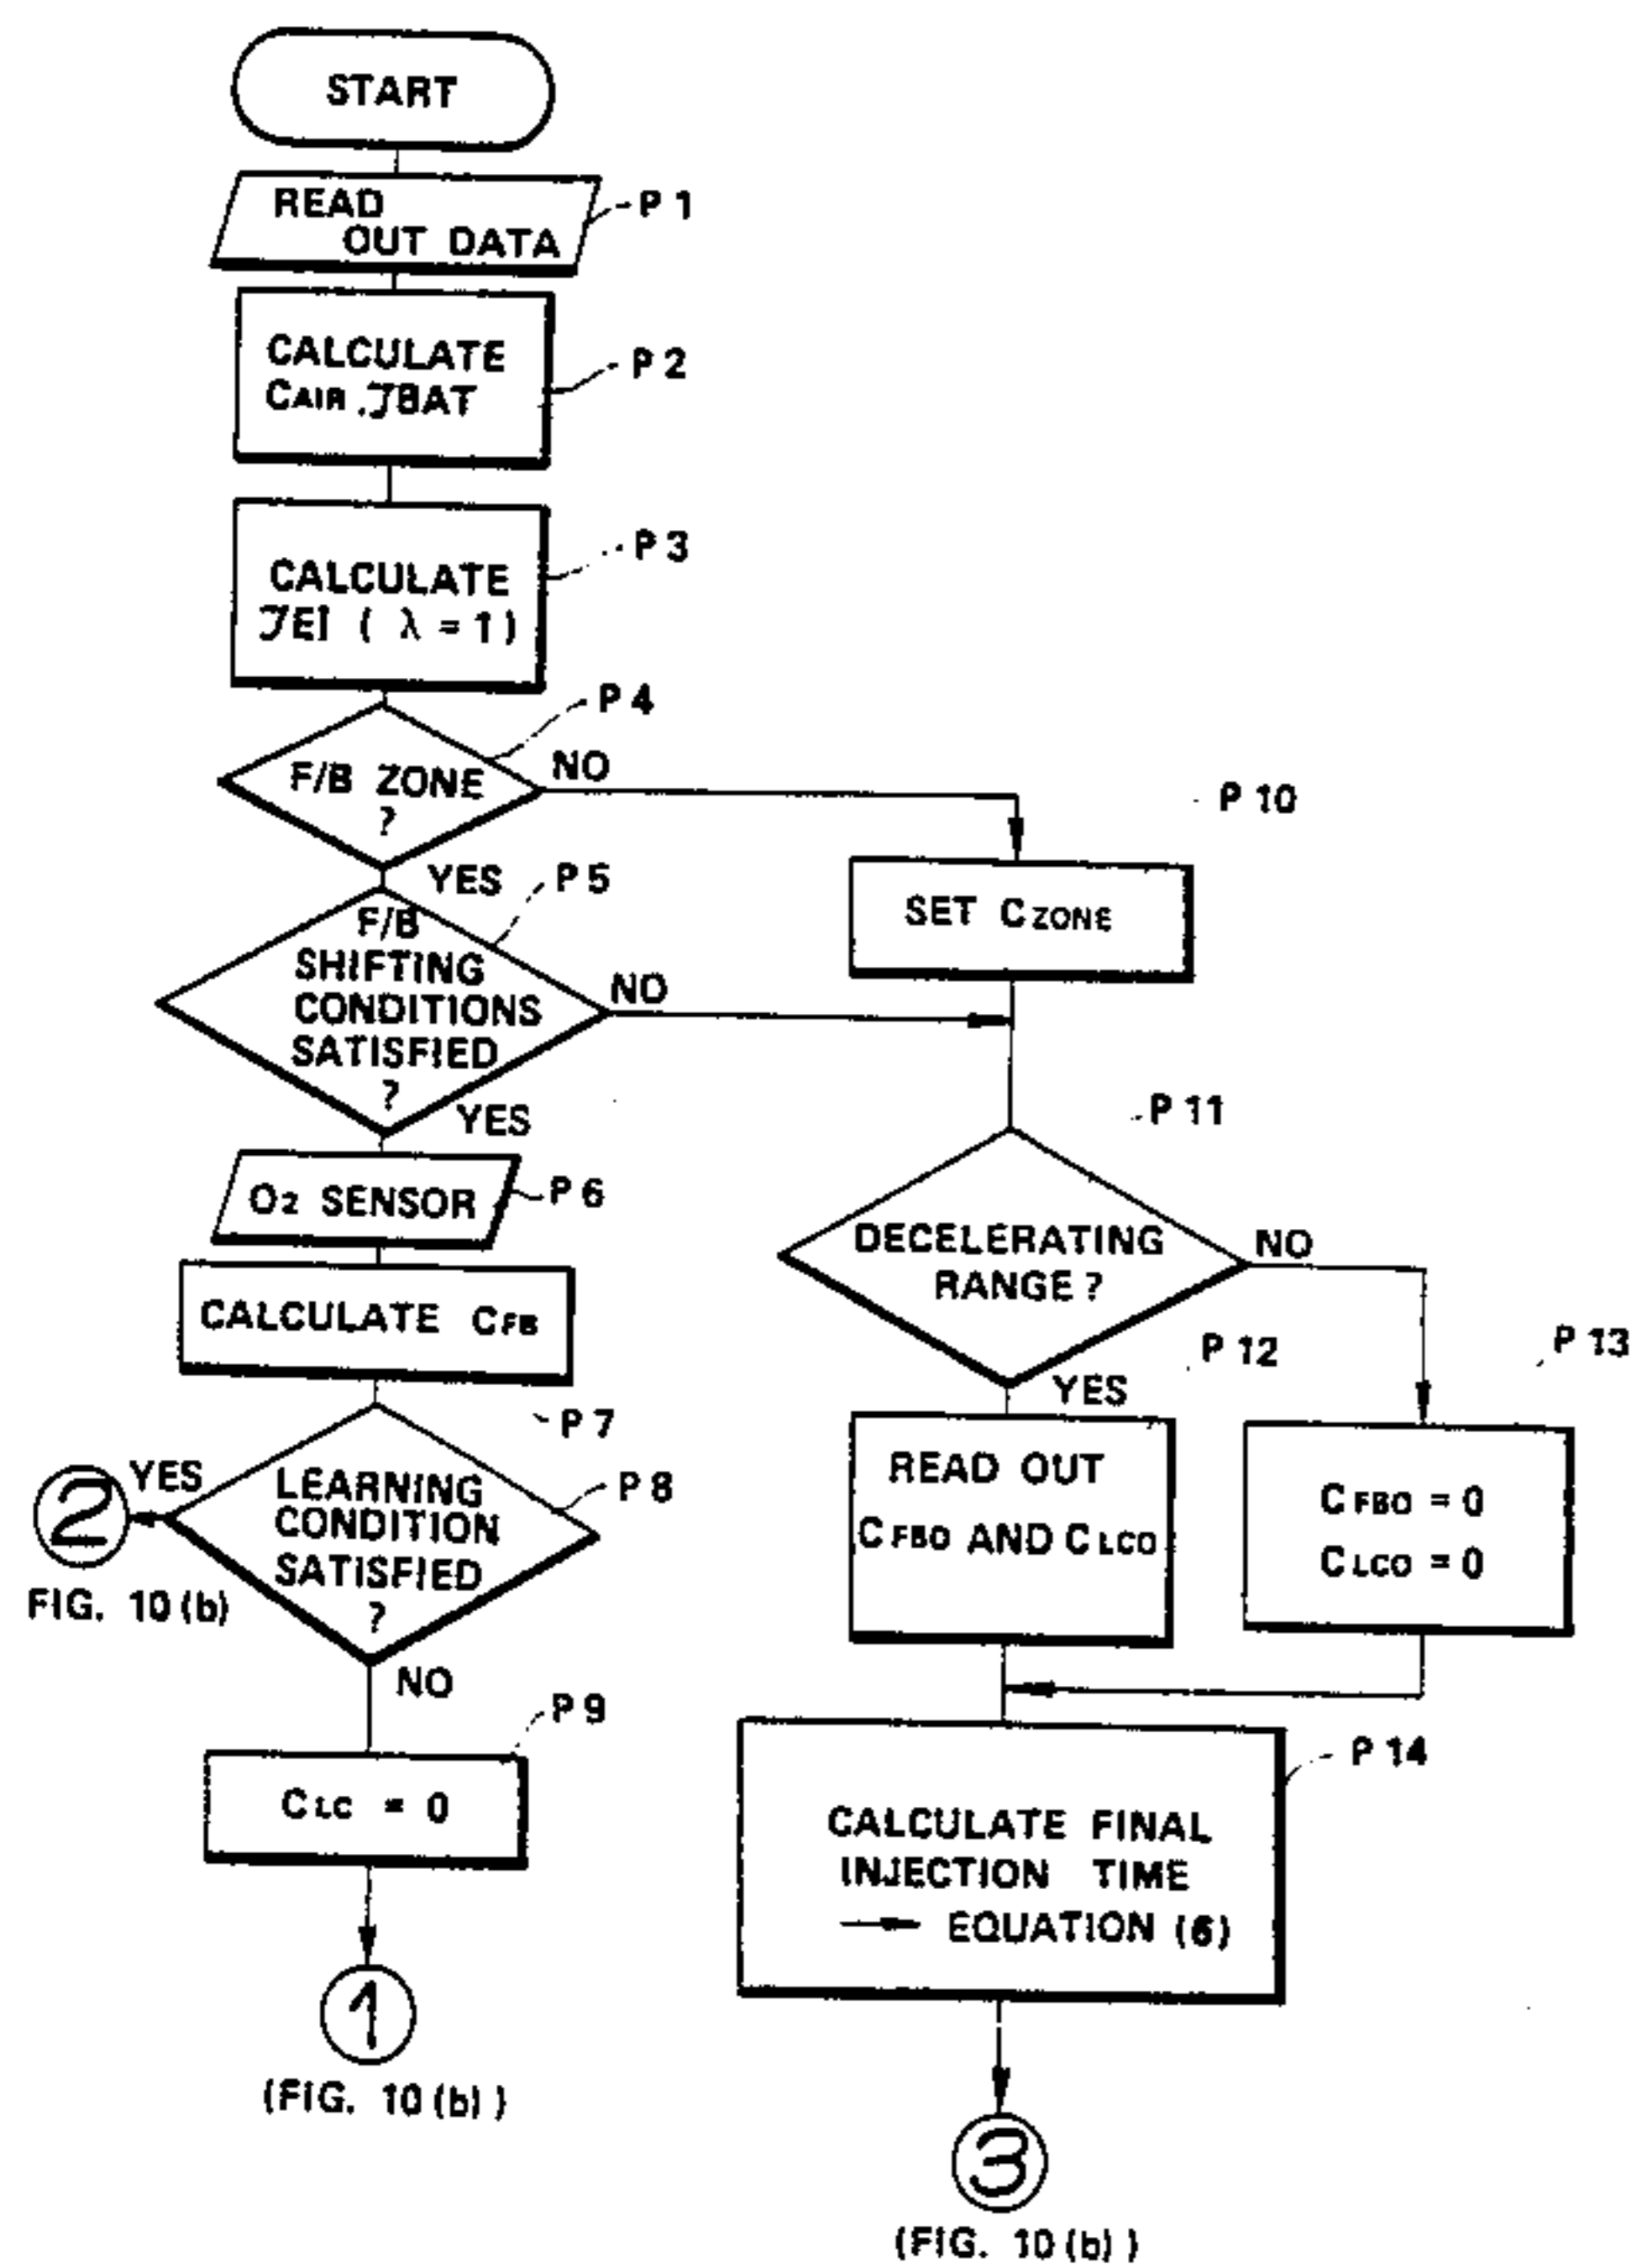 START
READ
OUT DATA
P 1
CALCULATE
CAIR . TBAT
P 2
CALCULATE
TEI ( λ = 1 )
P 3
P 4
F/B ZONE
?
NO
YES
P 10
SET CZONE
P 5
F/B
SHIFTING
CONDITIONS
SATISFIED
?
NO
YES
P 11
DECELERATING
RANGE ?
NO
YES
O2 SENSOR
P 6
CALCULATE CFB
P 7
P 12
READ OUT
CFBO AND CLCO
P 13
CFBO = 0
CLCO = 0
LEARNING
CONDITION
SATISFIED
?
P 8
YES
2
FIG. 10 (b)
NO
P 9
CLC = 0
1
(FIG. 10 (b) )
P 14
CALCULATE FINAL
INJECTION TIME
→ EQUATION (6)
3
(FIG. 10 (b) )